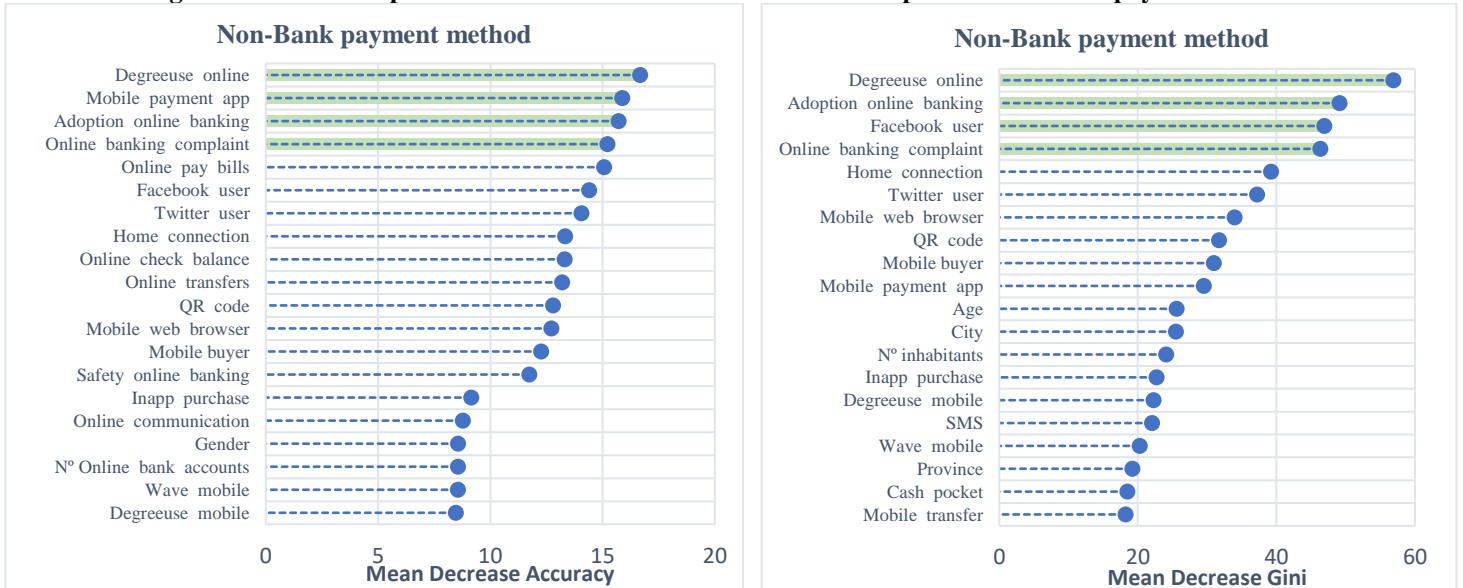 Non-Bank payment method
Degreeuse online
Mobile payment app
Adoption online banking
Online banking complaint
Online pay bills
Facebook user
Twitter user
Home connection
Online check balance
Online transfers
QR code
Mobile web browser
Mobile buyer
Safety online banking
Inapp purchase
Online communication
Gender
Nº Online bank accounts
Wave mobile
Degreeuse mobile
0 5 10 15 20
Mean Decrease Accuracy
Non-Bank payment method
Degreeuse online
Adoption online banking
Facebook user
Online banking complaint
Home connection
Twitter user
Mobile web browser
QR code
Mobile buyer
Mobile payment app
Age
City
Nº inhabitants
Inapp purchase
Degreeuse mobile
SMS
Wave mobile
Province
Cash pocket
Mobile transfer
0 20 40 60
Mean Decrease Gini